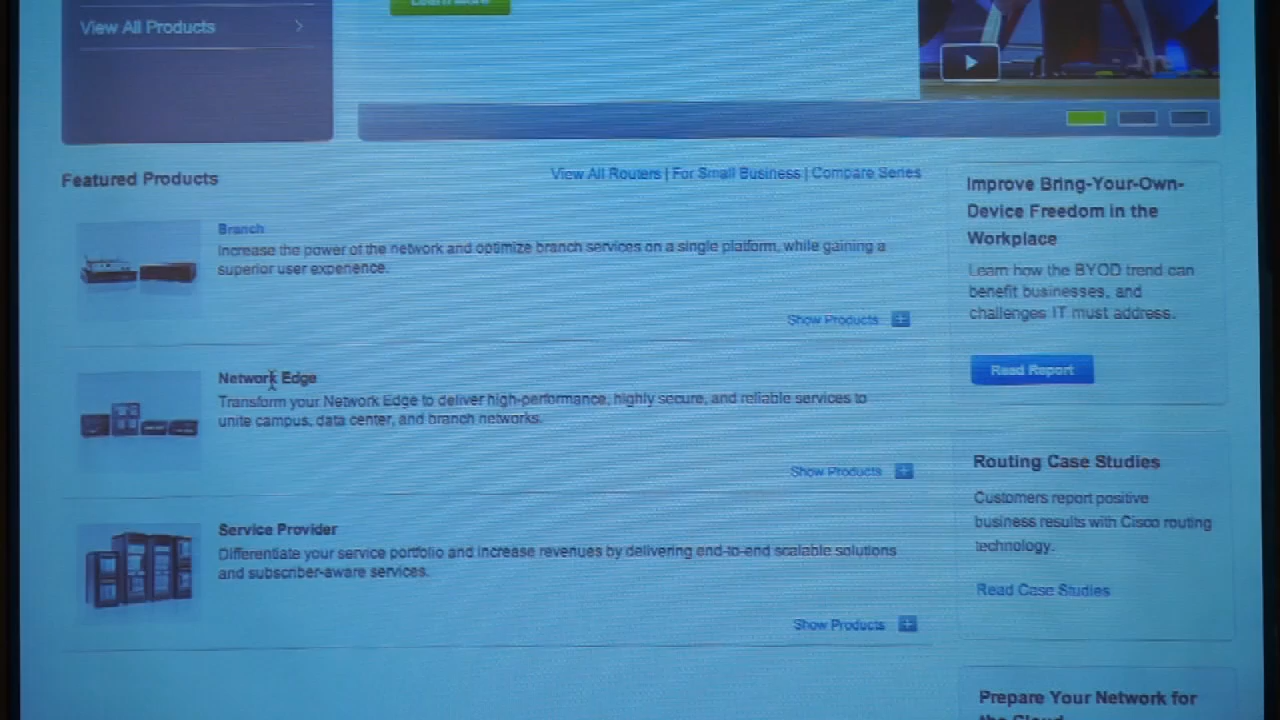 Learn More
View All Products
Featured Products
View All Routers | For Small Business | Compare Series
Branch
Increase the power of the network and optimize branch services on a single platform, while gaining a
superior user experience.
Show Products
Network Edge
Transform your Network Edge to deliver high-performance, highly secure, and reliable services to
unite campus, data center, and branch networks.
Show Products
Service Provider
Differentiate your service portfolio and increase revenues by delivering end-to-end scalable solutions
and subscriber-aware services.
Show Products
Improve Bring-Your-Own-
Device Freedom in the
Workplace
Learn how the BYOD trend can
benefit businesses, and
challenges IT must address.
Read Report
Routing Case Studies
Customers report positive
business results with Cisco routing
technology.
Read Case Studies
Prepare Your Network for
the Cloud